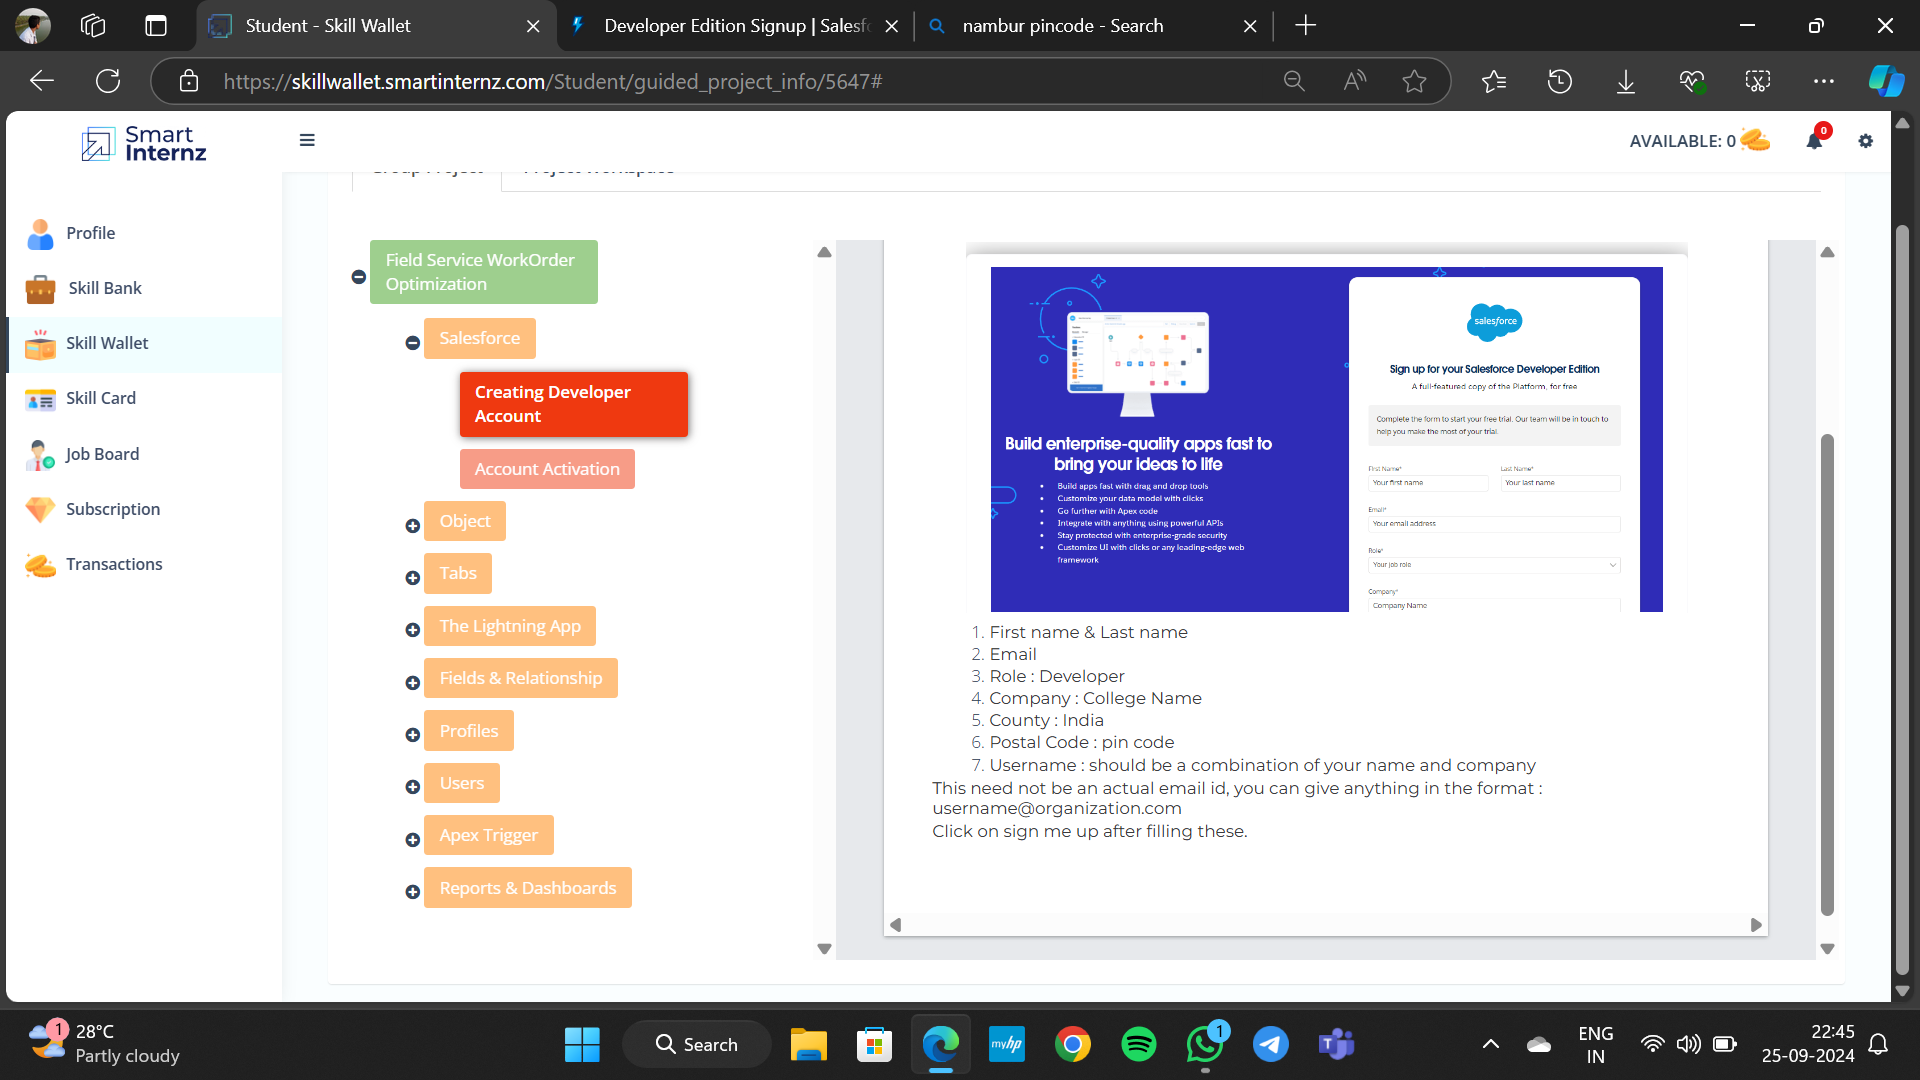 Student - Skill Wallet
Developer Edition Signup | Salesfo
nambur pincode - Search
https://skillwallet.smartinternz.com/Student/guided_project_info/5647#
Smart
Internz
AVAILABLE: 0
0
Profile
Skill Bank
Skill Wallet
Skill Card
Job Board
Subscription
Transactions
Group Project
Project Workspace
Field Service WorkOrder
Optimization
Salesforce
Creating Developer
Account
Account Activation
Object
Tabs
The Lightning App
Fields & Relationship
Profiles
Users
Apex Trigger
Reports & Dashboards
Build enterprise-quality apps fast to
bring your ideas to life
Build apps fast with drag and drop tools
Customize your data model with clicks
Go further with Apex code
Integrate with anything using powerful APIs
Stay protected with enterprise-grade security
Customize UI with clicks or any leading-edge web
framework
salesforce
Sign up for your Salesforce Developer Edition
A full-featured copy of the Platform, for free
Complete the form to start your free trial. Our team will be in touch to
help you make the most of your trial.
First Name*
Last Name*
Your first name
Your last name
Email*
Your email address
Role*
Your job role
Company*
Company Name
1. First name & Last name
2. Email
3. Role : Developer
4. Company : College Name
5. County : India
6. Postal Code : pin code
7. Username : should be a combination of your name and company
This need not be an actual email id, you can give anything in the format :
username@organization.com
Click on sign me up after filling these.
1
28°C
Partly cloudy
Search
myhp
1
ENG
IN
22:45
25-09-2024